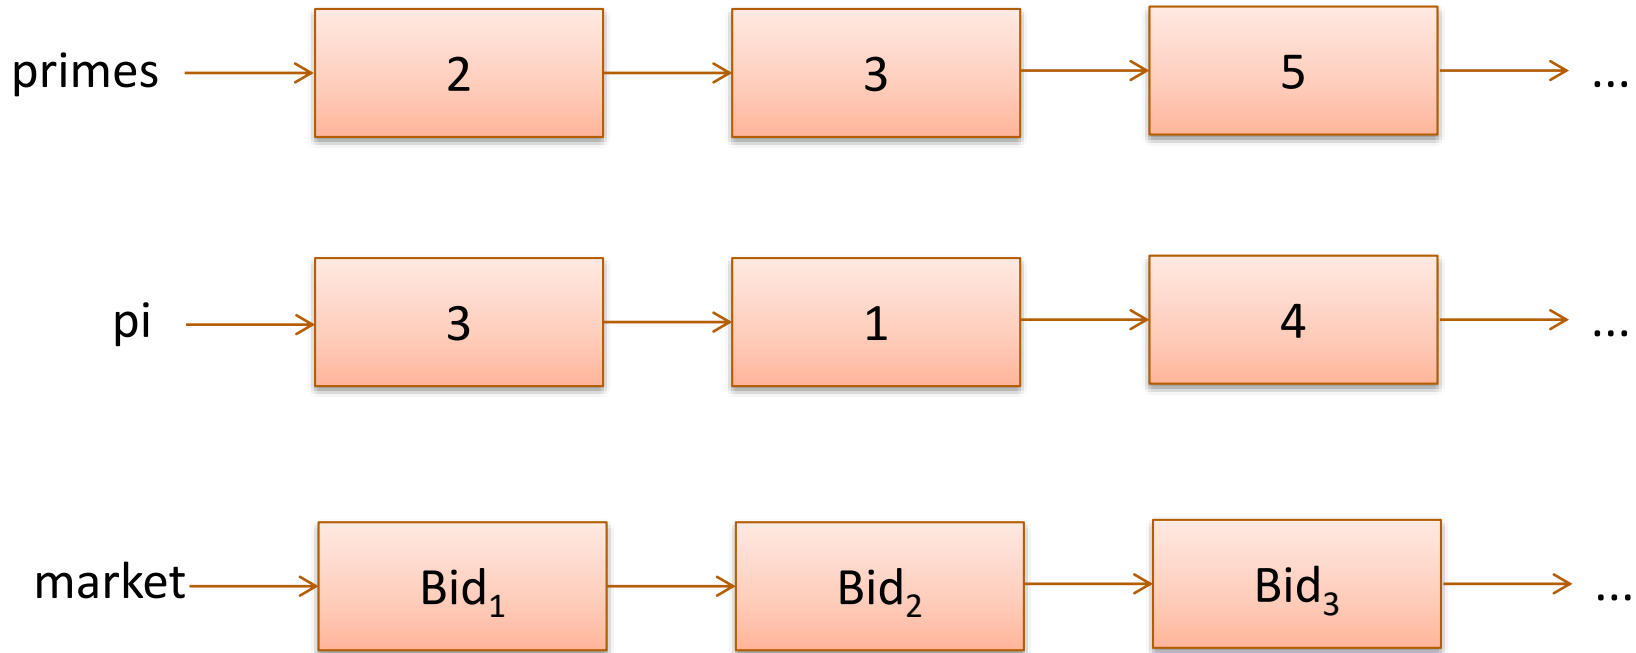 primes 2 3 5 ...
pi 3 1 4 ...
market Bid₁ Bid₂ Bid₃ ...